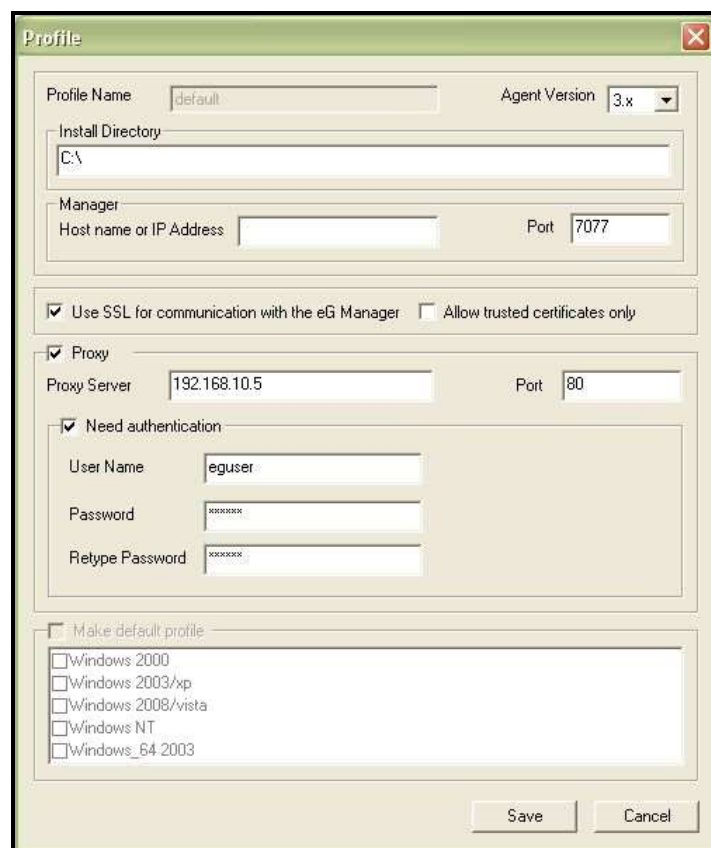 Profile
Profile Name default Agent Version 3.x
Install Directory
C:\
Manager
Host name or IP Address Port 7077
Use SSL for communication with the eG Manager Allow trusted certificates only
Proxy
Proxy Server 192.168.10.5 Port 80
Need authentication
User Name eguser
Password ******
Retype Password ******
Make default profile
Windows 2000
Windows 2003/xp
Windows 2008/vista
Windows NT
Windows_64 2003
Save Cancel